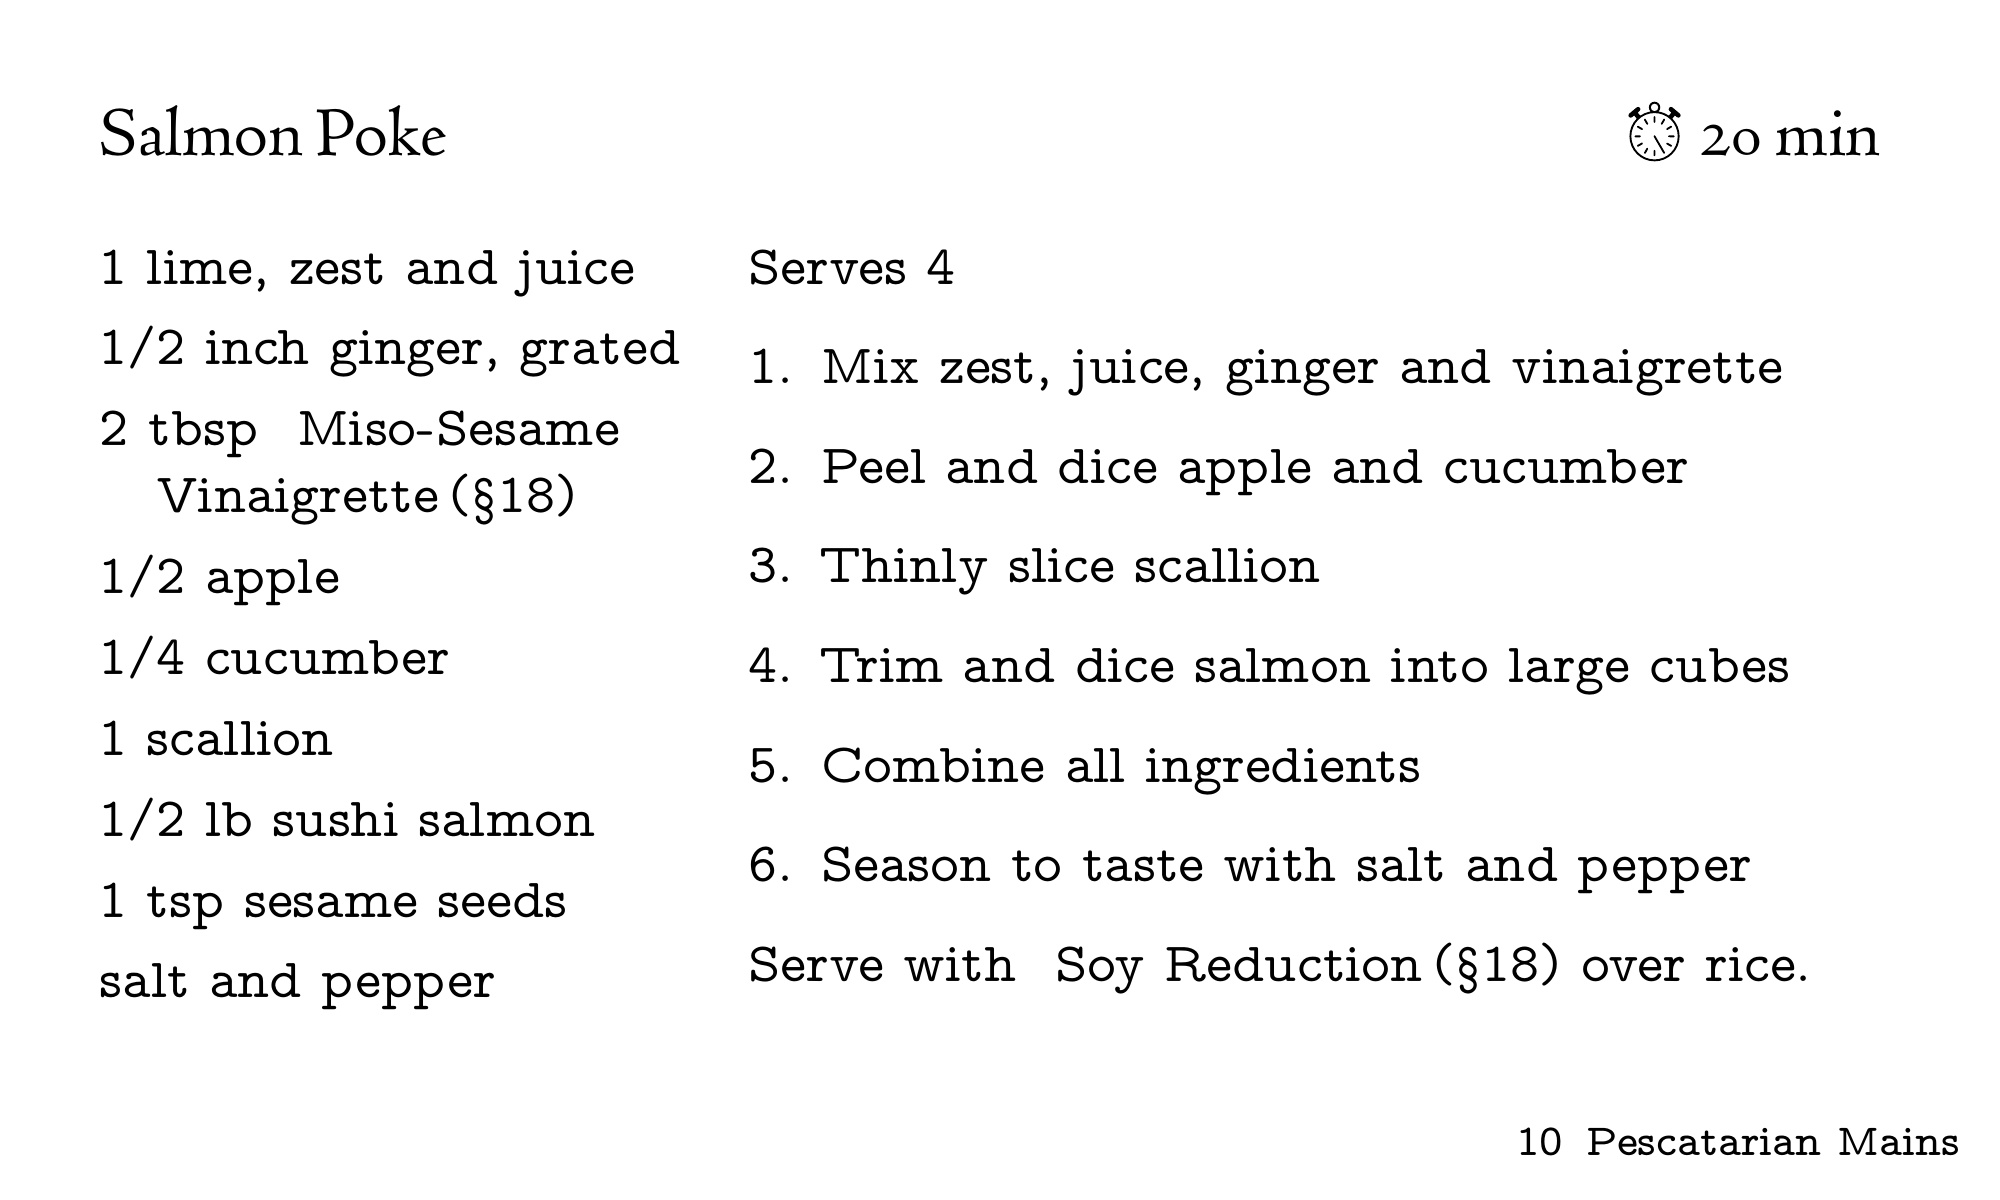 Salmon Poke
20 min
1 lime, zest and juice
1/2 inch ginger, grated
2 tbsp Miso-Sesame
Vinaigrette (§18)
1/2 apple
1/4 cucumber
1 scallion
1/2 lb sushi salmon
1 tsp sesame seeds
salt and pepper
Serves 4
1. Mix zest, juice, ginger and vinaigrette
2. Peel and dice apple and cucumber
3. Thinly slice scallion
4. Trim and dice salmon into large cubes
5. Combine all ingredients
6. Season to taste with salt and pepper
Serve with Soy Reduction (§18) over rice.
10 Pescatarian Mains